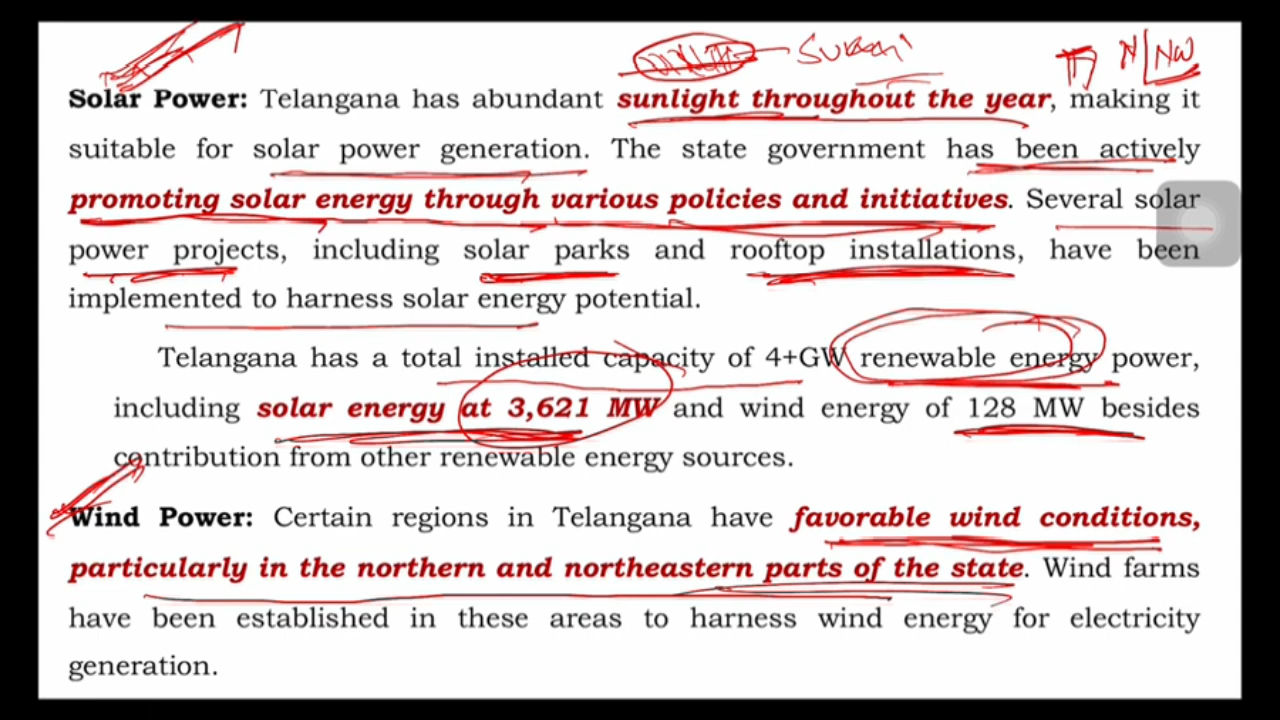 N/NW
Solar Power: Telangana has abundant sunlight throughout the year, making it
suitable for solar power generation. The state government has been actively
promoting solar energy through various policies and initiatives. Several solar
power projects, including solar parks and rooftop installations, have been
implemented to harness solar energy potential.
Telangana has a total installed capacity of 4+GW renewable energy power,
including solar energy at 3,621 MW and wind energy of 128 MW besides
contribution from other renewable energy sources.
Wind Power: Certain regions in Telangana have favorable wind conditions,
particularly in the northern and northeastern parts of the state. Wind farms
have been established in these areas to harness wind energy for electricity
generation.